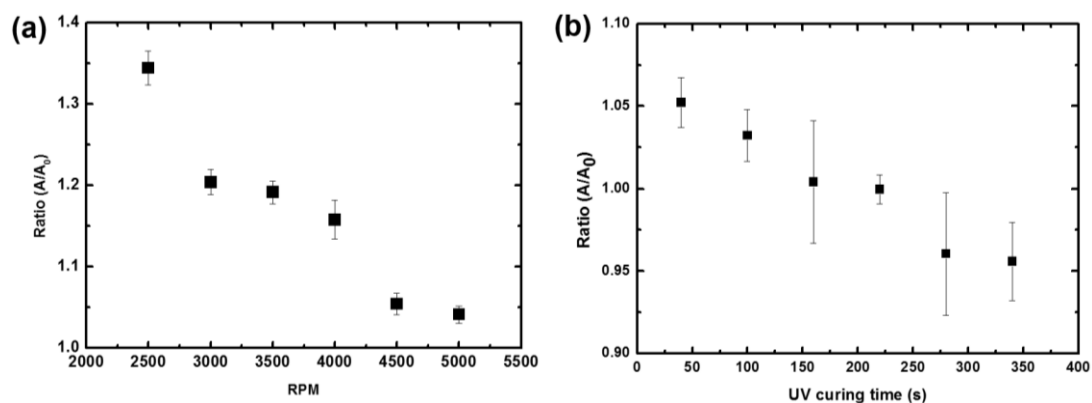 (a)
1.4
1.3
1.2
1.1
1.0
Ratio (A/A0)
2000 2500 3000 3500 4000 4500 5000 5500
RPM
(b)
1.10
1.05
1.00
0.95
0.90
Ratio (A/A0)
0 50 100 150 200 250 300 350 400
UV curing time (s)